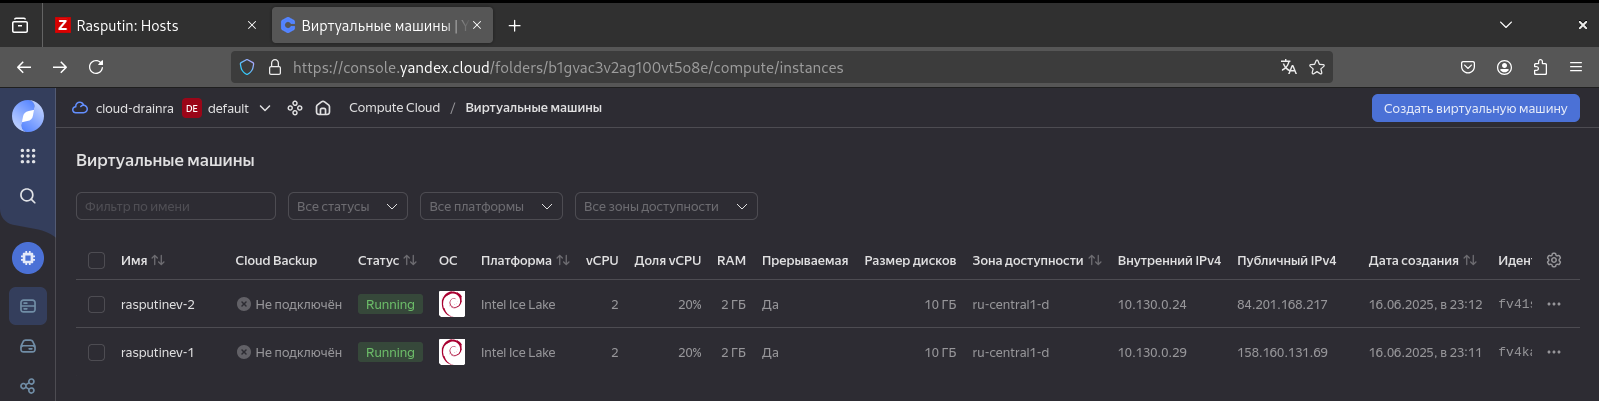 Z Rasputin: Hosts
Виртуальные машины | Y
https://console.yandex.cloud/folders/b1gvac3v2ag100vt5o8e/compute/instances
cloud-drainra DE default Compute Cloud / Виртуальные машины Создать виртуальную машину
Виртуальные машины
Фильтр по имени Все статусы Все платформы Все зоны доступности
Имя Cloud Backup Статус ОС Платформа vCPU Доля vCPU RAM Прерываемая Размер дисков Зона доступности Внутренний IPv4 Публичный IPv4 Дата создания Иден
rasputinev-2 Не подключён Running Intel Ice Lake 2 20% 2 ГБ Да 10 ГБ ru-central1-d 10.130.0.24 84.201.168.217 16.06.2025, в 23:12 fv41s
rasputinev-1 Не подключён Running Intel Ice Lake 2 20% 2 ГБ Да 10 ГБ ru-central1-d 10.130.0.29 158.160.131.69 16.06.2025, в 23:11 fv4ka